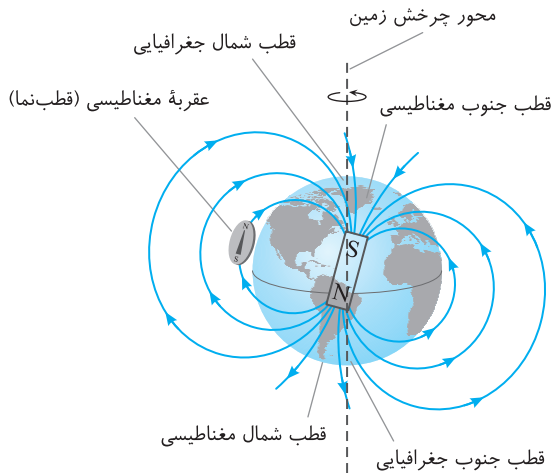 محور چرخش زمین
قطب شمال جغرافیایی
قطب جنوب مغناطیسی
عقربهٔ مغناطیسی (قطب‌نما)
N
S
S
N
قطب شمال مغناطیسی
قطب جنوب جغرافیایی